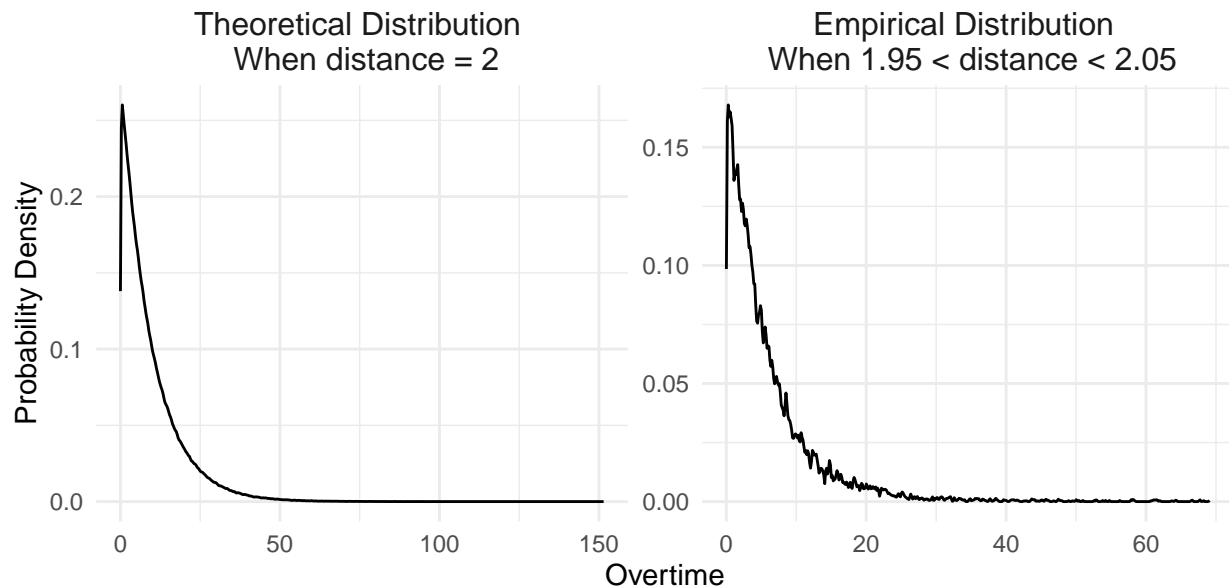 Theoretical Distribution
When distance = 2
Empirical Distribution
When 1.95 < distance < 2.05
Probability Density
0.2
0.1
0.0
0
50
100
150
0.15
0.10
0.05
0.00
0
20
40
60
Overtime